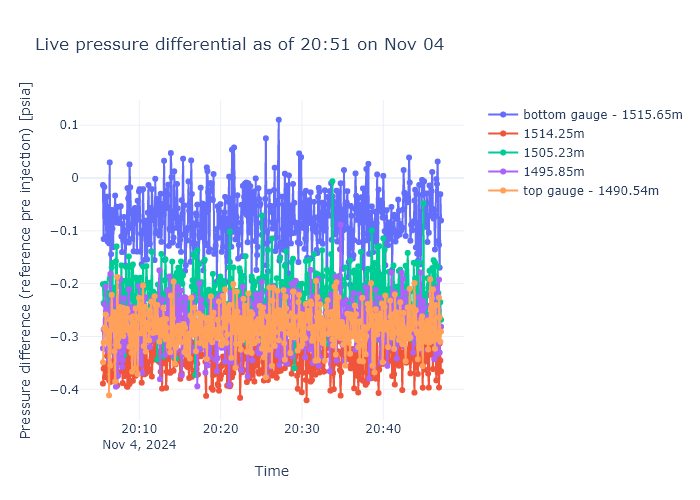 Live pressure differential as of 20:51 on Nov 04
Pressure difference (reference pre injection) [psia]
0.1
0
−0.1
−0.2
−0.3
−0.4
20:10
Nov 4, 2024
20:20
20:30
20:40
Time
bottom gauge - 1515.65m
1514.25m
1505.23m
1495.85m
top gauge - 1490.54m